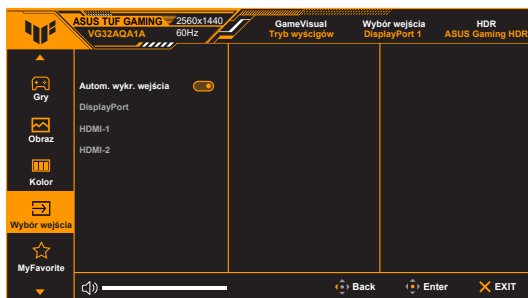 ASUS TUF GAMING 2560x1440
VG32AQA1A 60Hz
GameVisual
Tryb wyścigów
Wybór wejścia
DisplayPort 1
HDR
ASUS Gaming HDR
Gry
Obraz
Kolor
Wybór wejścia
MyFavorite
Autom. wykr. wejścia
DisplayPort
HDMI-1
HDMI-2
Back
Enter
EXIT